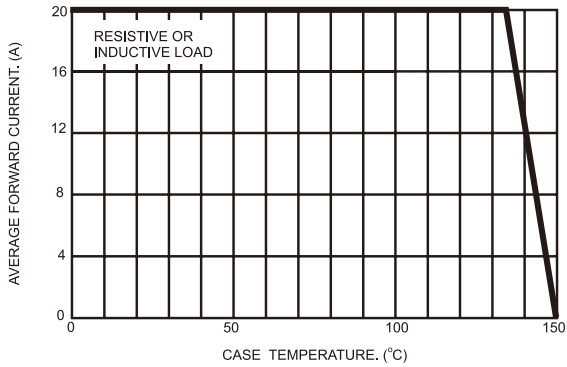 20
RESISTIVE OR
INDUCTIVE LOAD
16
12
8
4
0
AVERAGE FORWARD CURRENT. (A)
0 50 100 150
CASE TEMPERATURE. (°C)